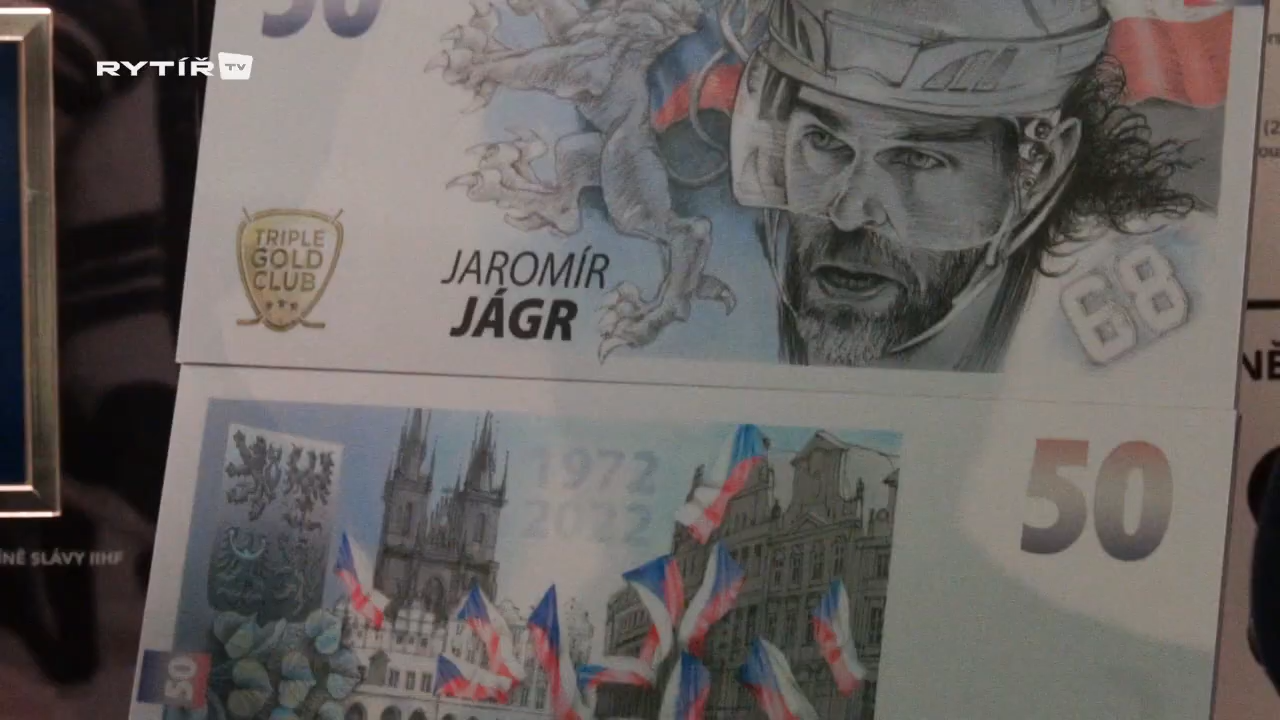 50
RYTÍŘ TV
TRIPLE
GOLD
CLUB
JAROMÍR
JÁGR
68
1972
2022
50
50
SLÁVY IIHF